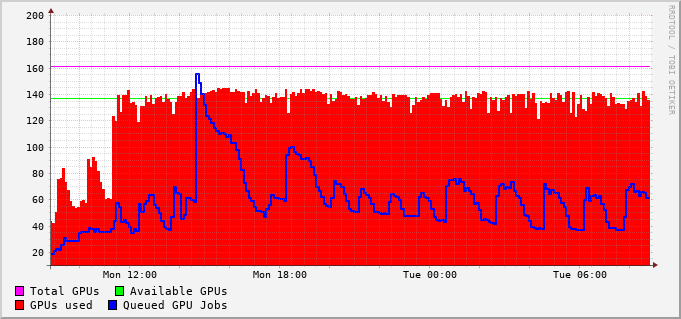 200
180
160
140
120
100
80
60
40
20
Mon 12:00 Mon 18:00 Tue 00:00 Tue 06:00
Total GPUs Available GPUs
GPUs used Queued GPU Jobs
RRDTOOL / TOBI OETIKER